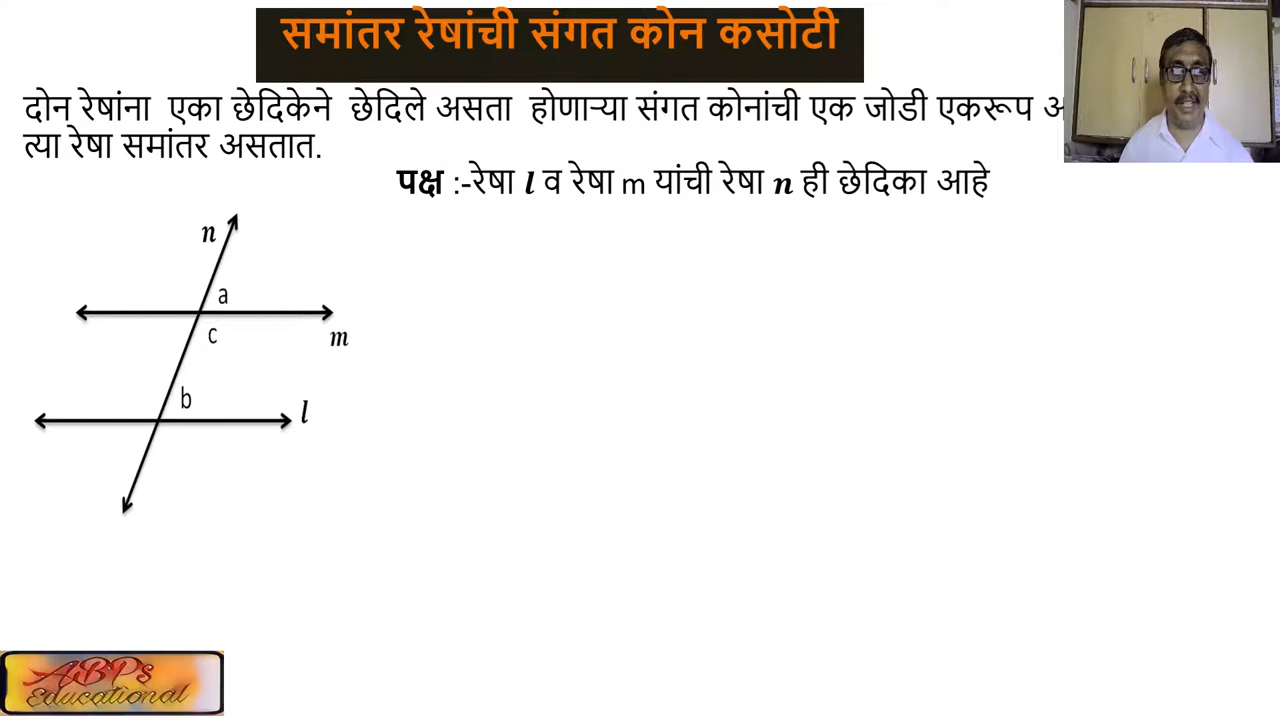 समांतर रेषांची संगत कोन कसोटी
दोन रेषांना एका छेदिकेने छेदिले असता होणाऱ्या संगत कोनांची एक जोडी एकरूप
त्या रेषा समांतर असतात.
पक्ष :-रेषा l व रेषा m यांची रेषा n ही छेदिका आहे
n
a
c
m
b
l
ABPs
Educational